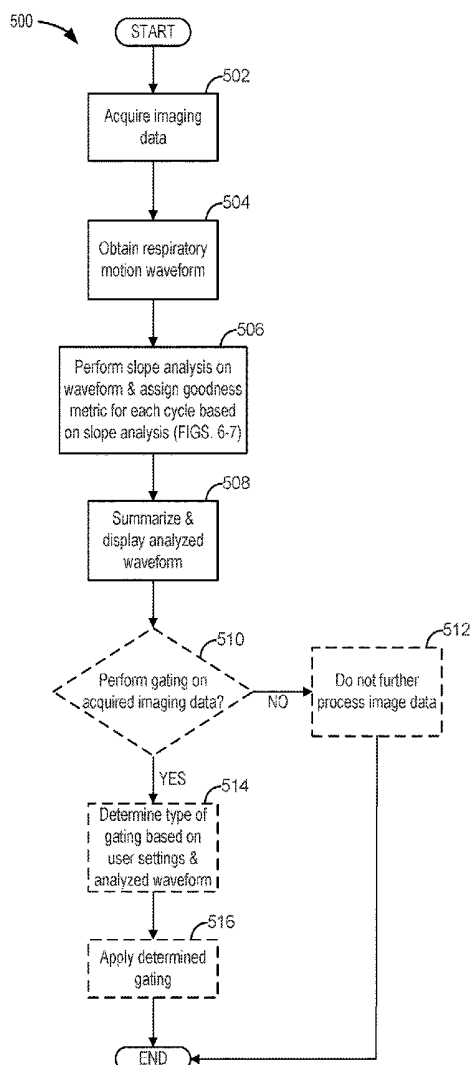 500
START
502
Acquire imaging
data
504
Obtain respiratory
motion waveform
506
Perform slope analysis on
waveform & assign goodness
metric for each cycle based
on slope analysis (FIGS. 6-7)
508
Summarize &
display analyzed
waveform
510
Perform gating on
acquired imaging data?
NO
512
Do not further
process image data
YES
514
Determine type of
gating based on
user settings &
analyzed waveform
516
Apply determined
gating
END